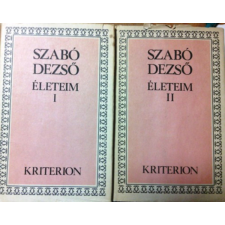 SZABÓ
DEZSŐ
ÉLETEIM
I
KRITERION
SZABÓ
DEZSŐ
ÉLETEIM
II
KRITERION